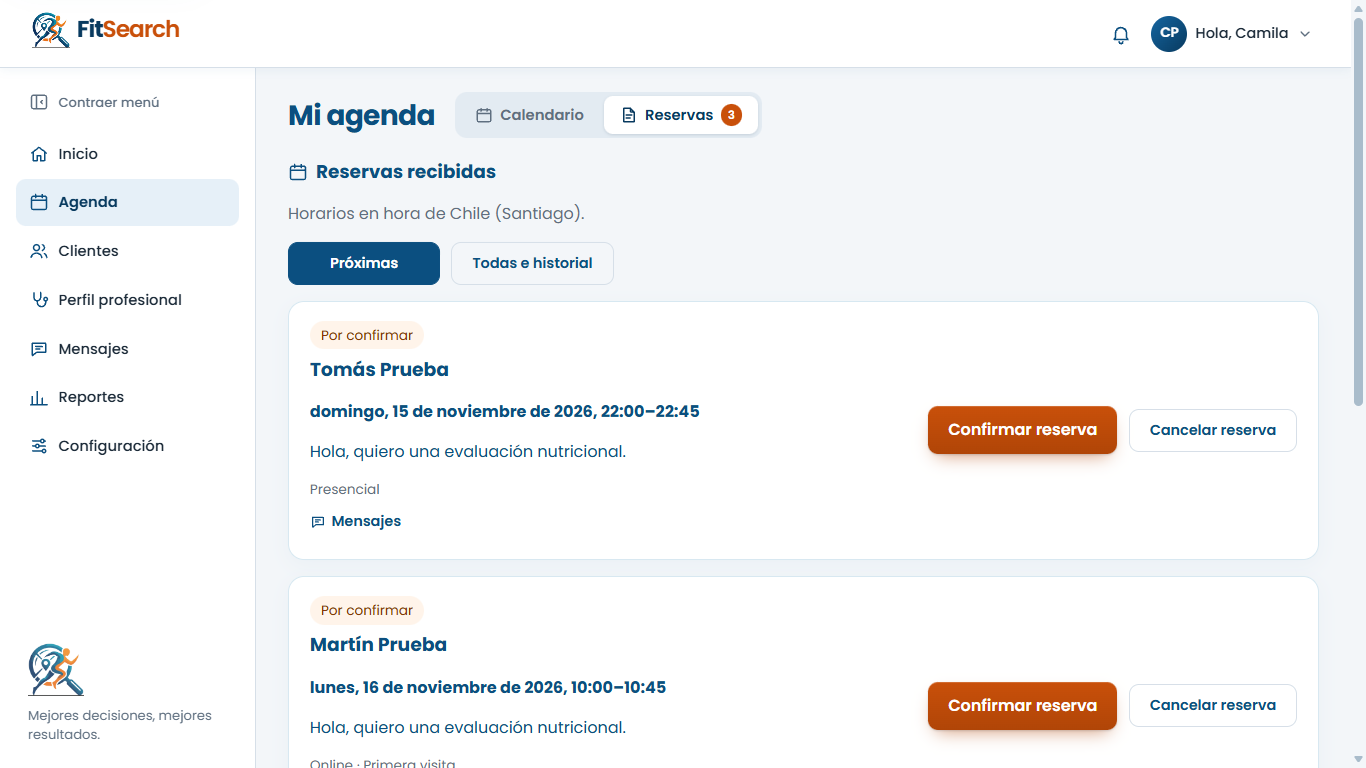 FitSearch
CP Hola, Camila
Contraer menú
Inicio
Agenda
Clientes
Perfil profesional
Mensajes
Reportes
Configuración
Mejores decisiones, mejores
resultados.
Mi agenda
Calendario
Reservas 3
Reservas recibidas
Horarios en hora de Chile (Santiago).
Próximas
Todas e historial
Por confirmar
Tomás Prueba
domingo, 15 de noviembre de 2026, 22:00–22:45
Hola, quiero una evaluación nutricional.
Presencial
Mensajes
Confirmar reserva
Cancelar reserva
Por confirmar
Martín Prueba
lunes, 16 de noviembre de 2026, 10:00–10:45
Hola, quiero una evaluación nutricional.
Online · Primera visita
Confirmar reserva
Cancelar reserva